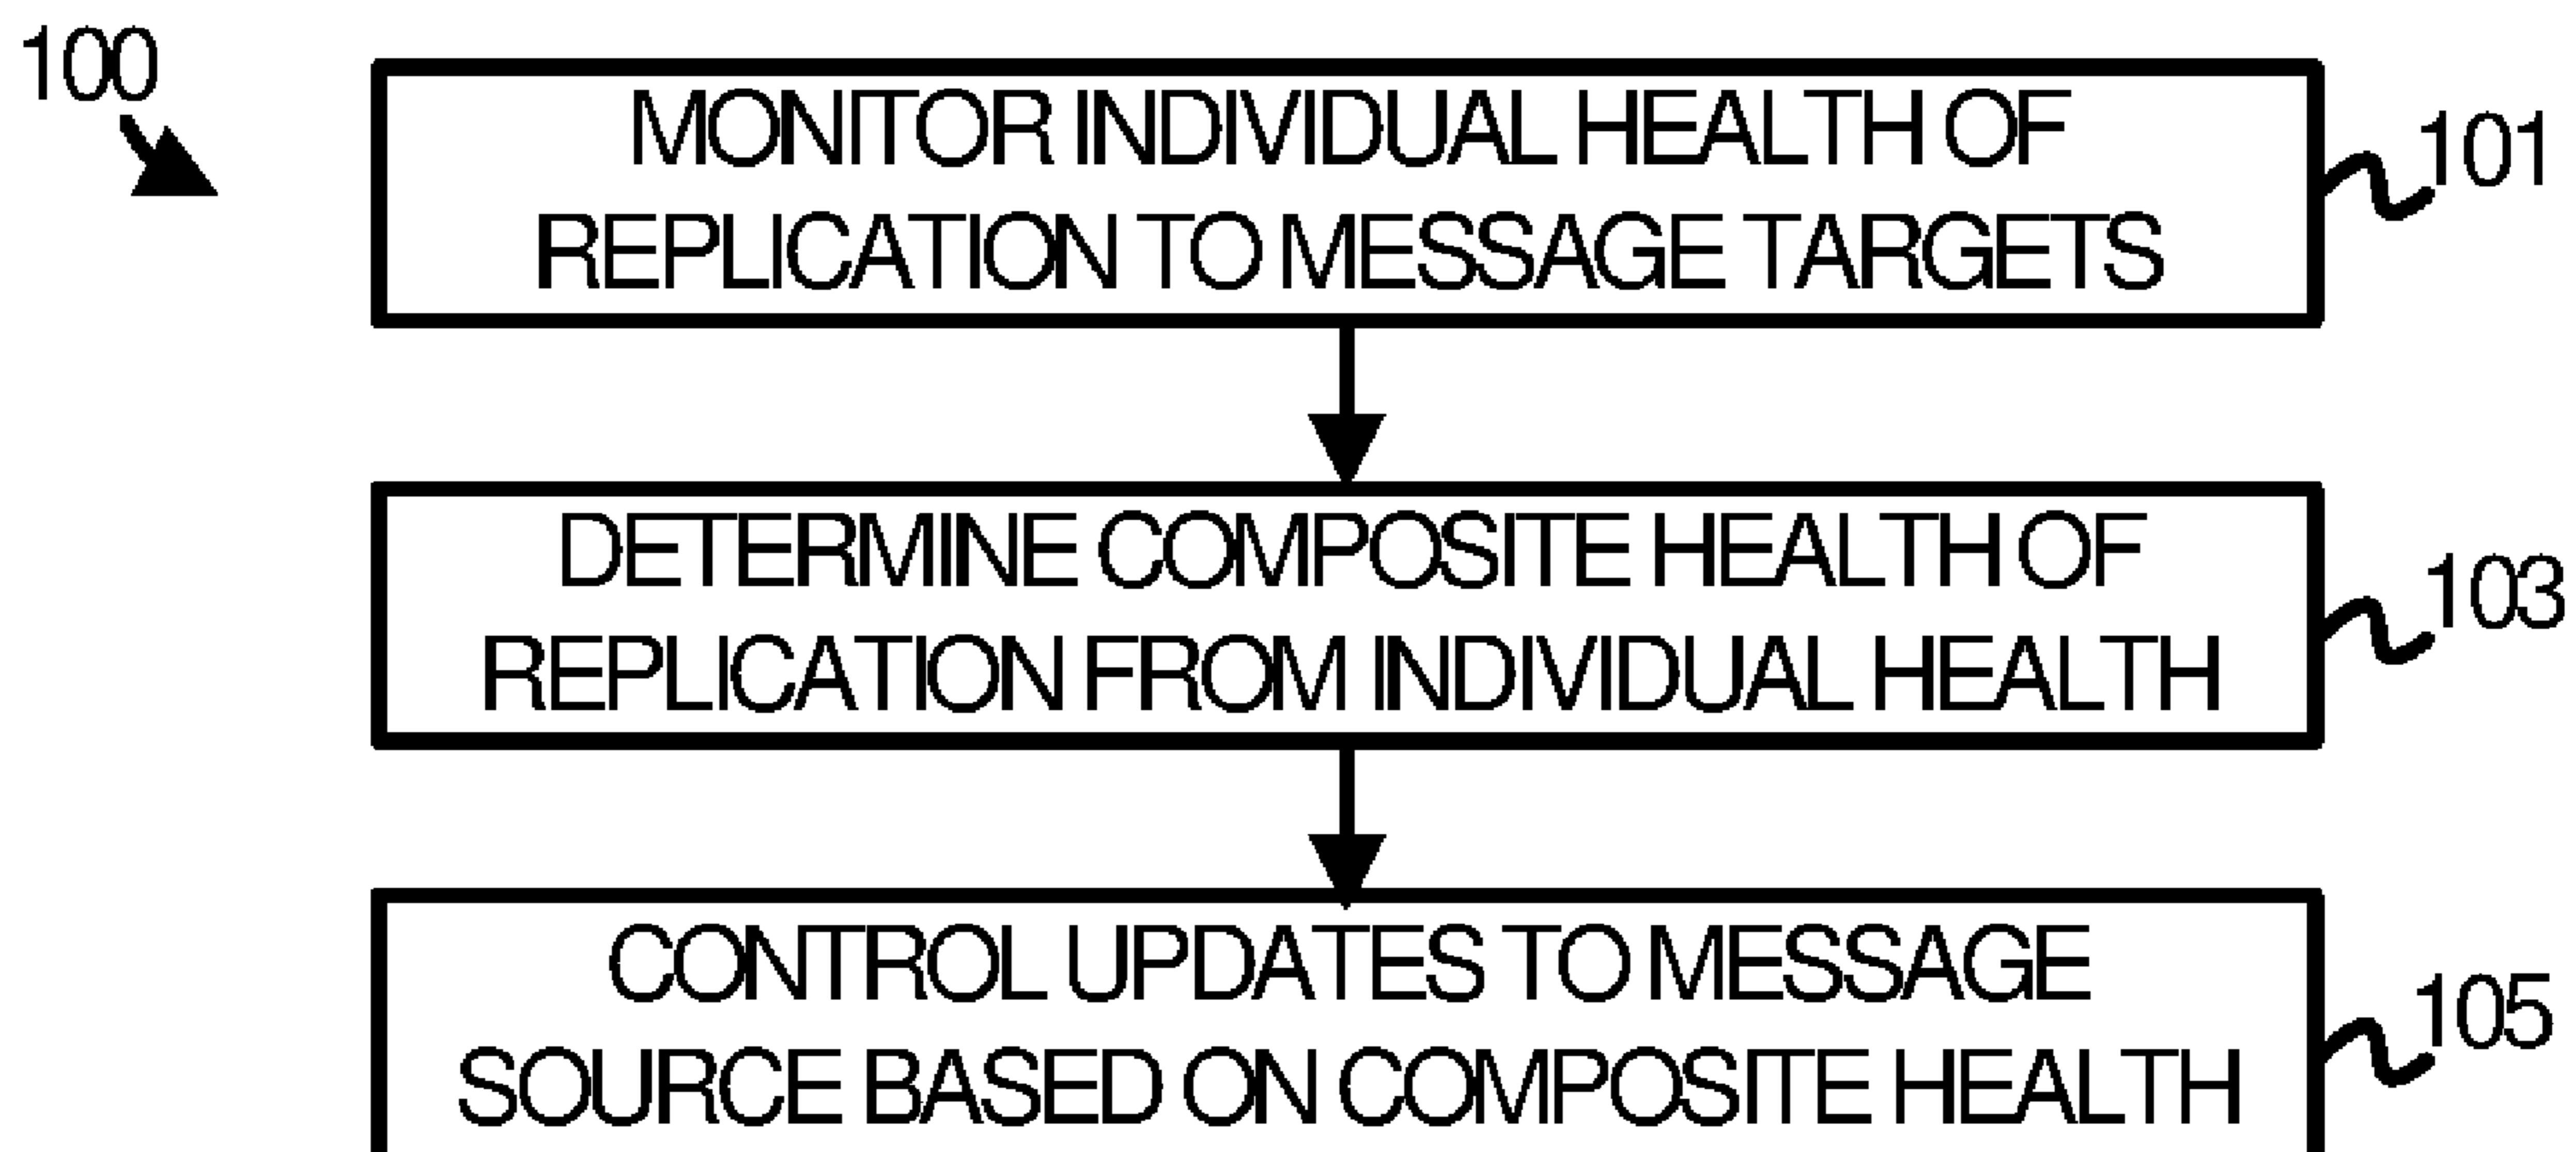 100
MONITOR INDIVIDUAL HEALTH OF
REPLICATION TO MESSAGE TARGETS
101
DETERMINE COMPOSITE HEALTH OF
REPLICATION FROM INDIVIDUAL HEALTH
103
CONTROL UPDATES TO MESSAGE
SOURCE BASED ON COMPOSITE HEALTH
105